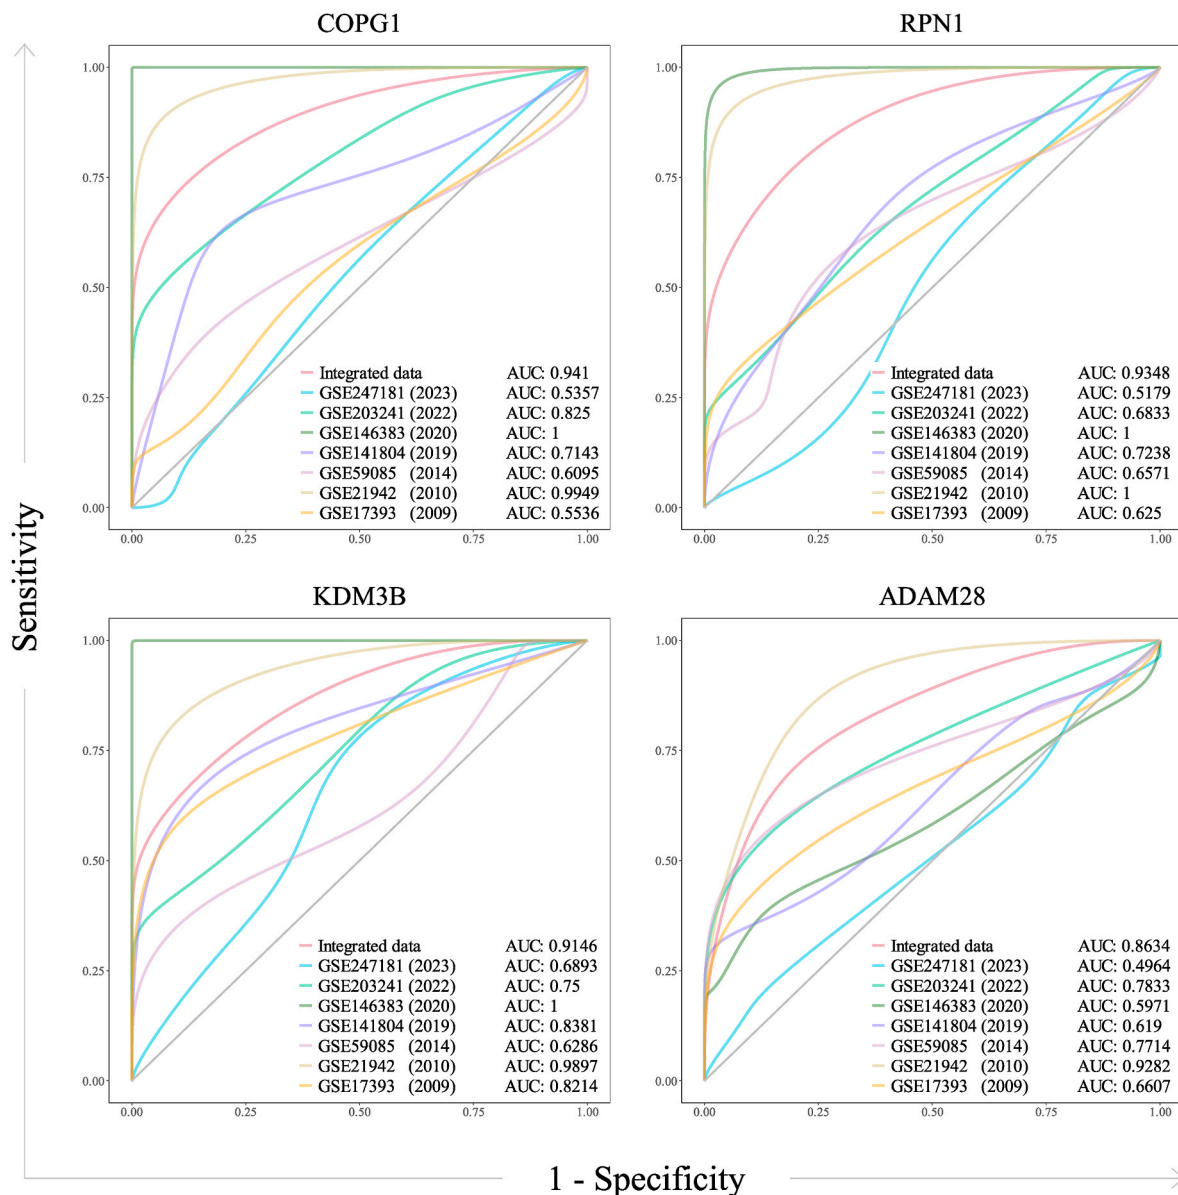 COPG1
1.00
0.75
0.50
0.25
0.00
0.00 0.25 0.50 0.75 1.00
Integrated data AUC: 0.941
GSE247181 (2023) AUC: 0.5357
GSE203241 (2022) AUC: 0.825
GSE146383 (2020) AUC: 1
GSE141804 (2019) AUC: 0.7143
GSE59085 (2014) AUC: 0.6095
GSE21942 (2010) AUC: 0.9949
GSE17393 (2009) AUC: 0.5536
RPN1
1.00
0.75
0.50
0.25
0.00
0.00 0.25 0.50 0.75 1.00
Integrated data AUC: 0.9348
GSE247181 (2023) AUC: 0.5179
GSE203241 (2022) AUC: 0.6833
GSE146383 (2020) AUC: 1
GSE141804 (2019) AUC: 0.7238
GSE59085 (2014) AUC: 0.6571
GSE21942 (2010) AUC: 1
GSE17393 (2009) AUC: 0.625
Sensitivity
KDM3B
1.00
0.75
0.50
0.25
0.00
0.00 0.25 0.50 0.75 1.00
Integrated data AUC: 0.9146
GSE247181 (2023) AUC: 0.6893
GSE203241 (2022) AUC: 0.75
GSE146383 (2020) AUC: 1
GSE141804 (2019) AUC: 0.8381
GSE59085 (2014) AUC: 0.6286
GSE21942 (2010) AUC: 0.9897
GSE17393 (2009) AUC: 0.8214
ADAM28
1.00
0.75
0.50
0.25
0.00
0.00 0.25 0.50 0.75 1.00
Integrated data AUC: 0.8634
GSE247181 (2023) AUC: 0.4964
GSE203241 (2022) AUC: 0.7833
GSE146383 (2020) AUC: 0.5971
GSE141804 (2019) AUC: 0.619
GSE59085 (2014) AUC: 0.7714
GSE21942 (2010) AUC: 0.9282
GSE17393 (2009) AUC: 0.6607
1 - Specificity